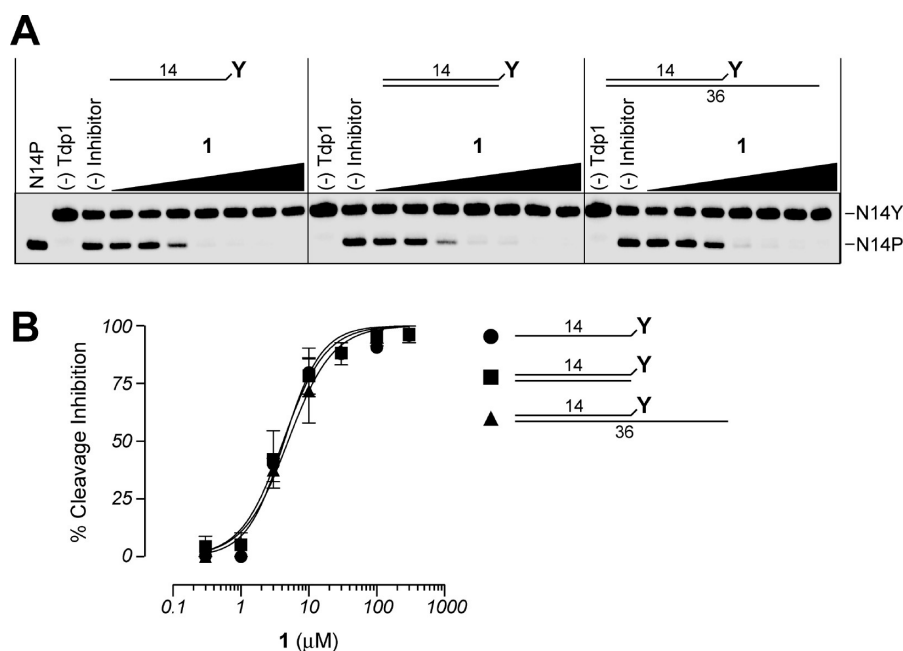 A
14 Y 14 Y 14 Y
36
N14P (-) Tdp1 (-) Inhibitor 1 (-) Tdp1 (-) Inhibitor 1 (-) Tdp1 (-) Inhibitor 1
–N14Y
–N14P
B
% Cleavage Inhibition
100
75
50
25
0
0.1 1 10 100 1000
1 (μM)
14 Y
14 Y
14 Y
36